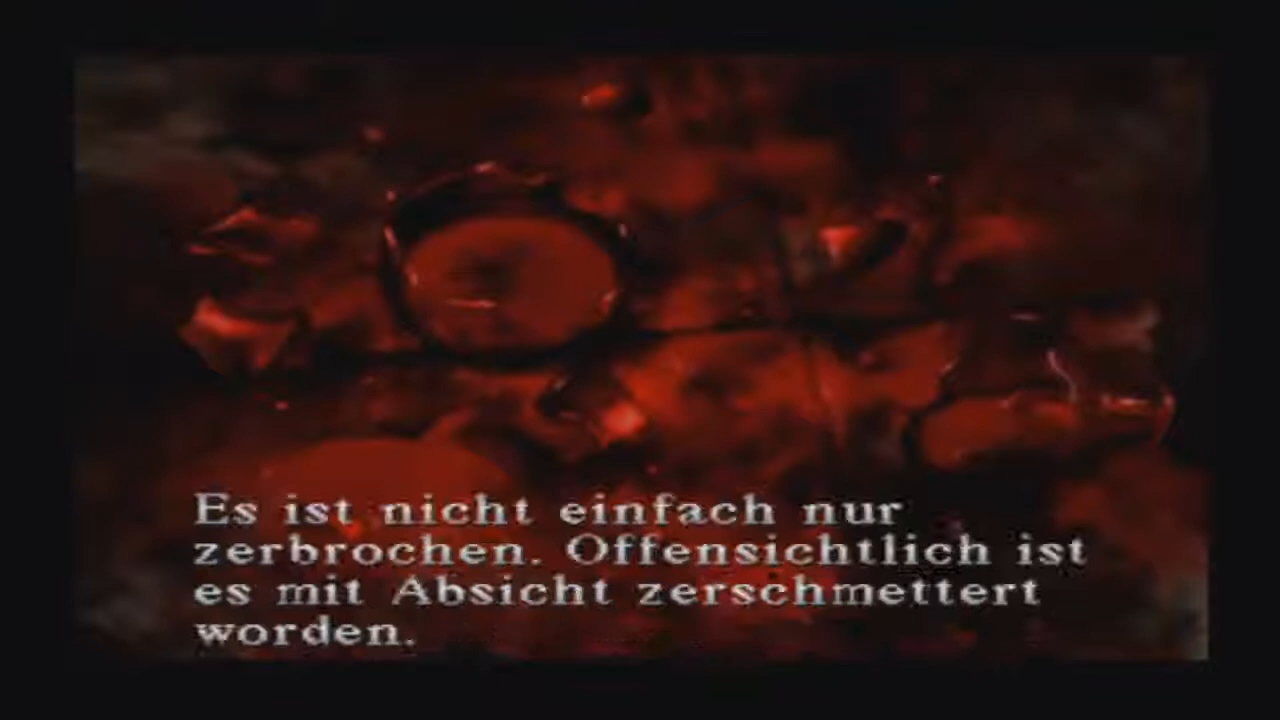 Es ist nicht einfach nur
zerbrochen. Offensichtlich ist
es mit Absicht zerschmettert
worden.